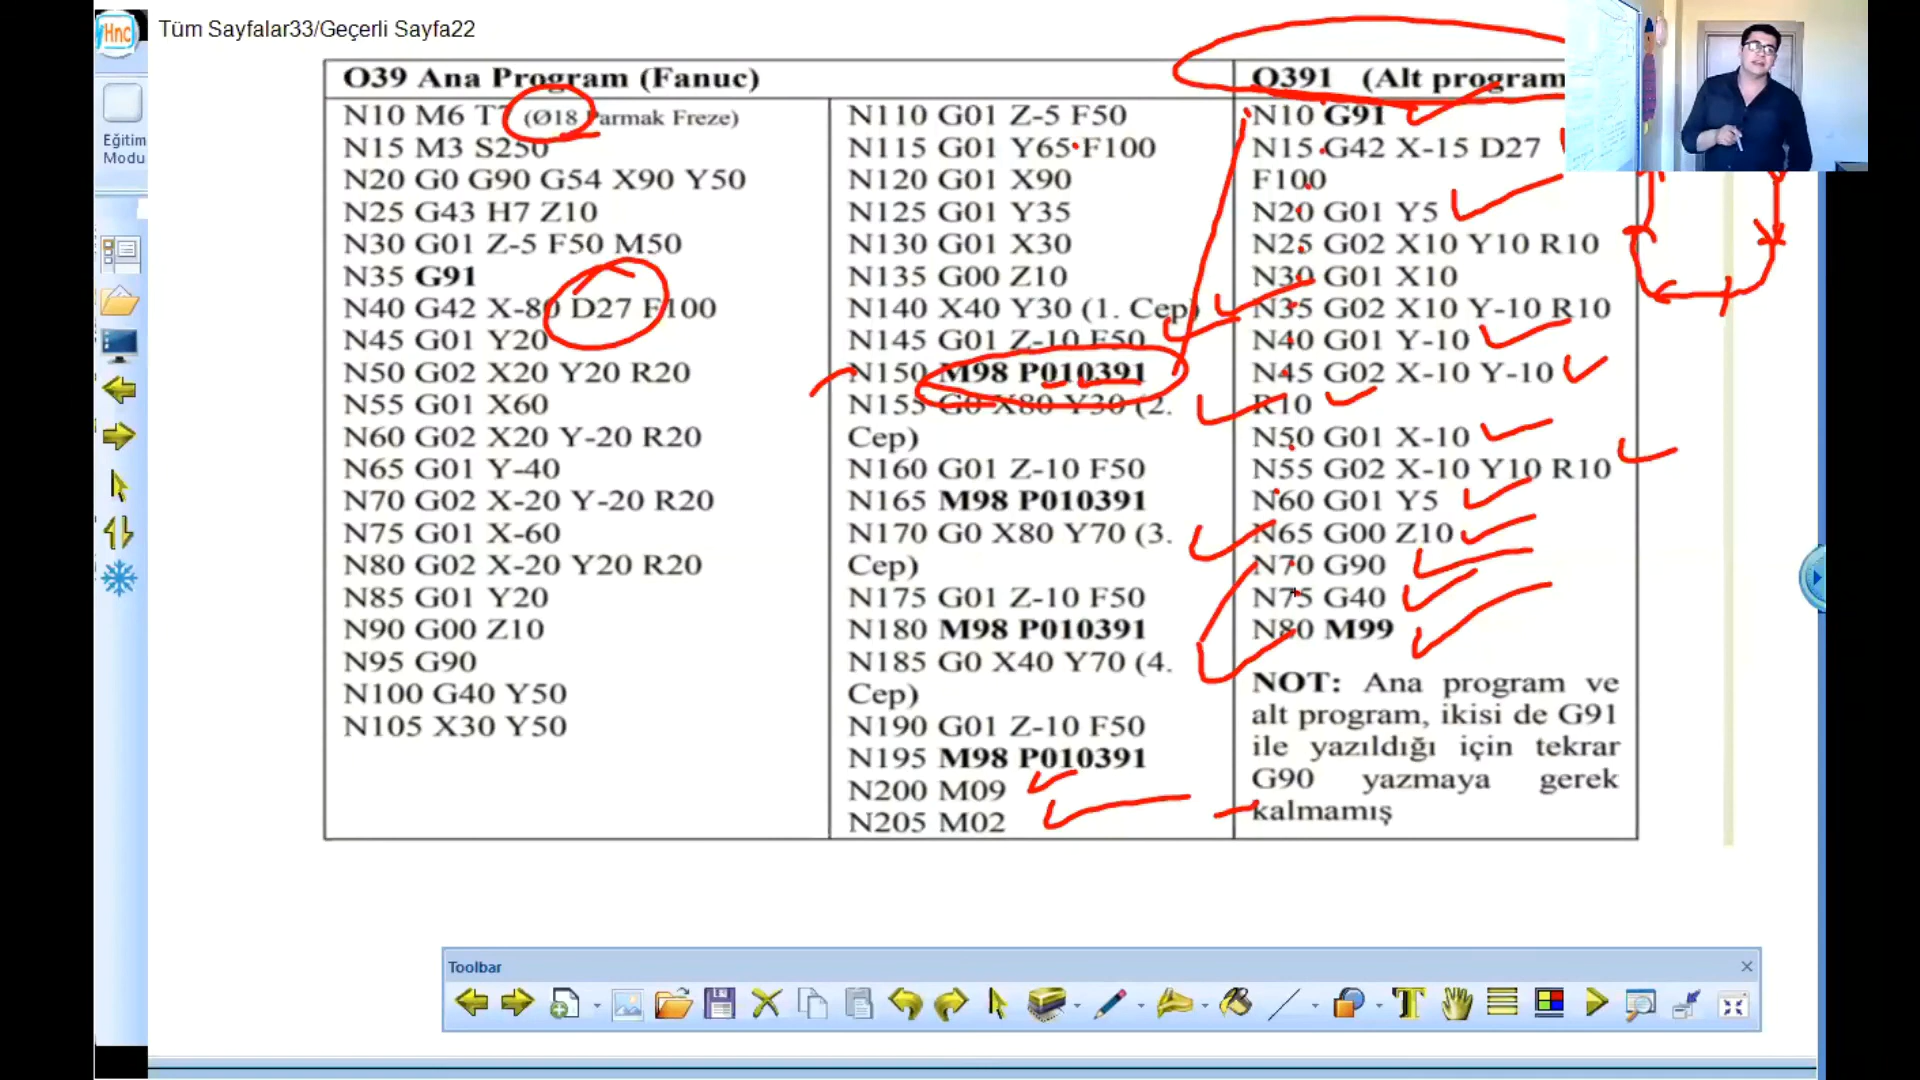 Tüm Sayfalar33/Geçerli Sayfa22
Hnc
Eğitim
Modu
O39 Ana Program (Fanuc)
N10 M6 T7 (Ø18 Parmak Freze)
N15 M3 S250
N20 G0 G90 G54 X90 Y50
N25 G43 H7 Z10
N30 G01 Z-5 F50 M50
N35 G91
N40 G42 X-80 D27 F100
N45 G01 Y20
N50 G02 X20 Y20 R20
N55 G01 X60
N60 G02 X20 Y-20 R20
N65 G01 Y-40
N70 G02 X-20 Y-20 R20
N75 G01 X-60
N80 G02 X-20 Y20 R20
N85 G01 Y20
N90 G00 Z10
N95 G90
N100 G40 Y50
N105 X30 Y50
N110 G01 Z-5 F50
N115 G01 Y65 F100
N120 G01 X90
N125 G01 Y35
N130 G01 X30
N135 G00 Z10
N140 X40 Y30 (1. Cep)
N145 G01 Z-10 F50
N150 M98 P010391
N155 G0 X80 Y30 (2.
Cep)
N160 G01 Z-10 F50
N165 M98 P010391
N170 G0 X80 Y70 (3.
Cep)
N175 G01 Z-10 F50
N180 M98 P010391
N185 G0 X40 Y70 (4.
Cep)
N190 G01 Z-10 F50
N195 M98 P010391
N200 M09
N205 M02
O391 (Alt program
N10 G91
N15 G42 X-15 D27
F100
N20 G01 Y5
N25 G02 X10 Y10 R10
N30 G01 X10
N35 G02 X10 Y-10 R10
N40 G01 Y-10
N45 G02 X-10 Y-10
R10
N50 G01 X-10
N55 G02 X-10 Y10 R10
N60 G01 Y5
N65 G00 Z10
N70 G90
N75 G40
N80 M99
NOT: Ana program ve
alt program, ikisi de G91
ile yazıldığı için tekrar
G90 yazmaya gerek
kalmamış
Toolbar